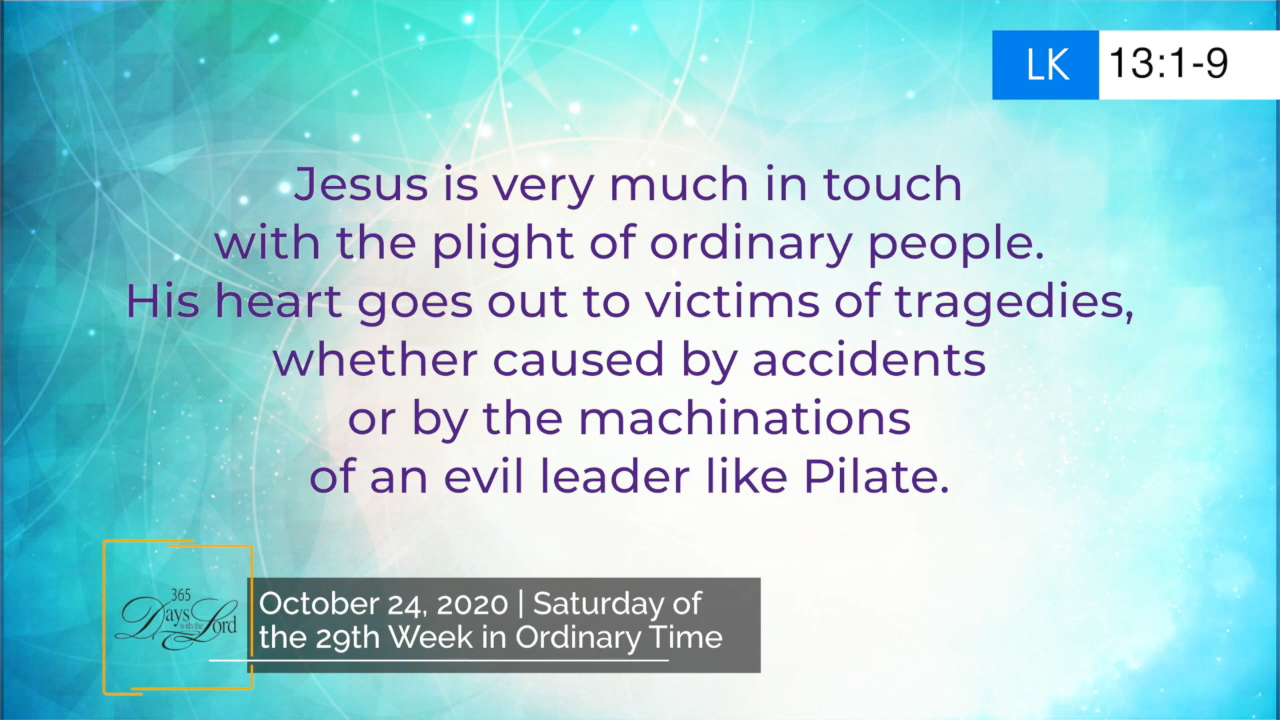 LK 13:1-9
Jesus is very much in touch
with the plight of ordinary people.
His heart goes out to victims of tragedies,
whether caused by accidents
or by the machinations
of an evil leader like Pilate.
365
Days with the Lord
October 24, 2020 | Saturday of
the 29th Week in Ordinary Time